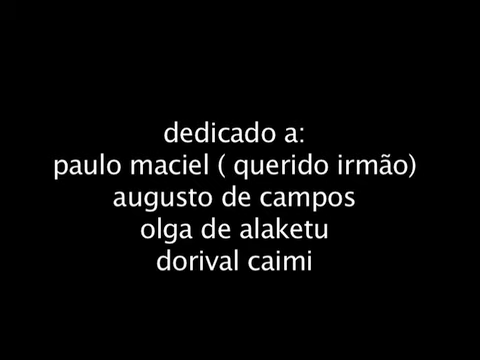 dedicado a:
paulo maciel ( querido irmão)
augusto de campos
olga de alaketu
dorival caimi